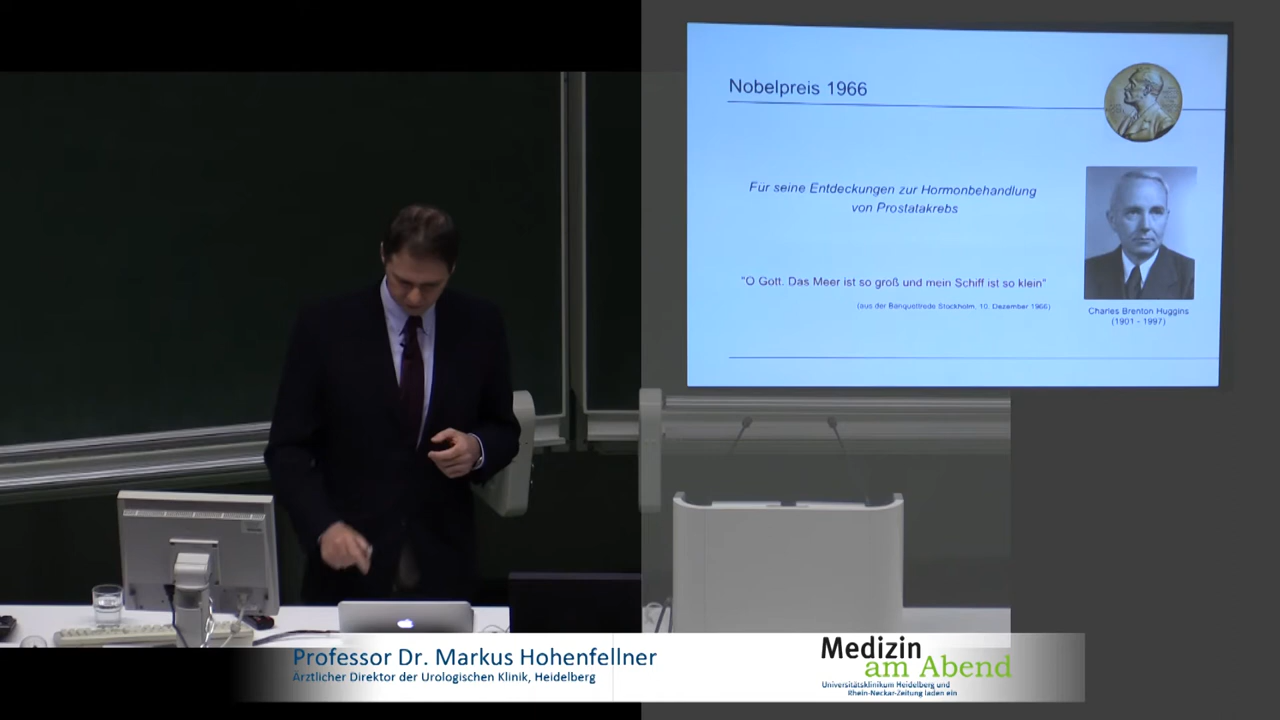 Nobelpreis 1966
Für seine Entdeckungen zur Hormonbehandlung
von Prostatakrebs
"O Gott. Das Meer ist so groß und mein Schiff ist so klein"
(aus der Banquettrede Stockholm, 10. Dezember 1966)
Charles Brenton Huggins
(1901 - 1997)
Professor Dr. Markus Hohenfellner
Ärztlicher Direktor der Urologischen Klinik, Heidelberg
Medizin
am Abend
Universitätsklinikum Heidelberg und
Rhein-Neckar-Zeitung laden ein